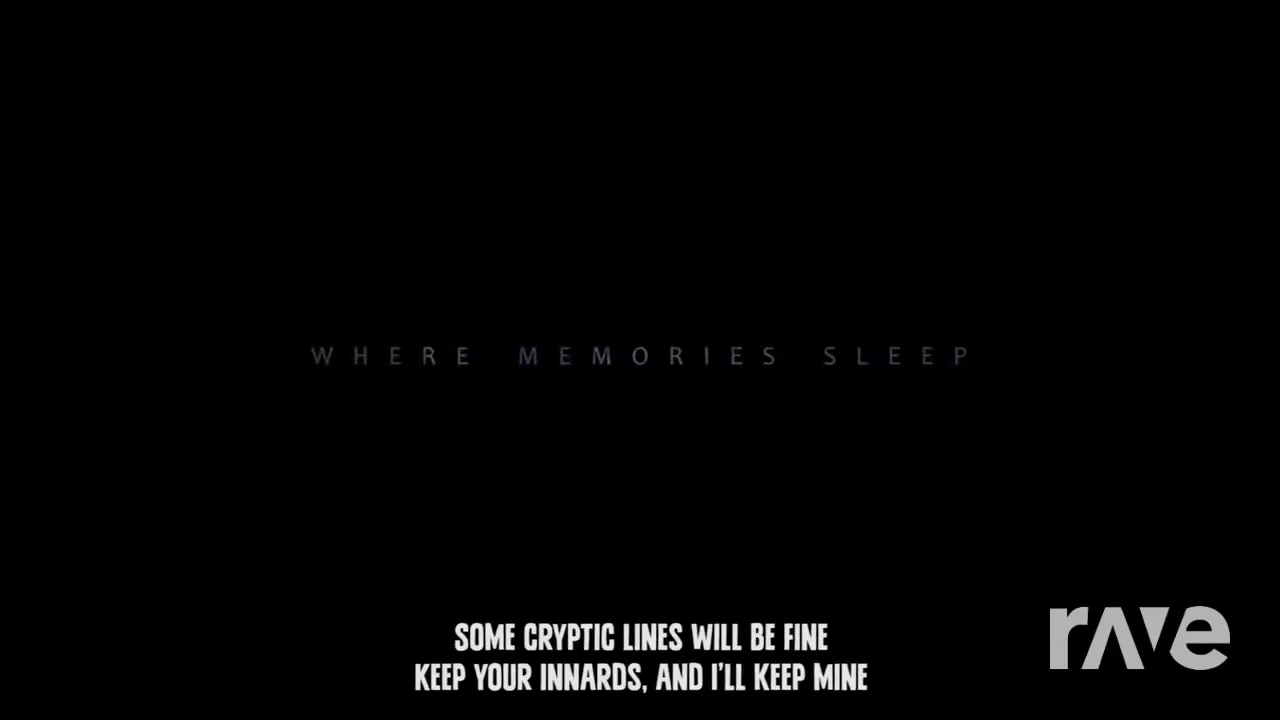 WHERE MEMORIES SLEEP
SOME CRYPTIC LINES WILL BE FINE
KEEP YOUR INNARDS, AND I'LL KEEP MINE
rave